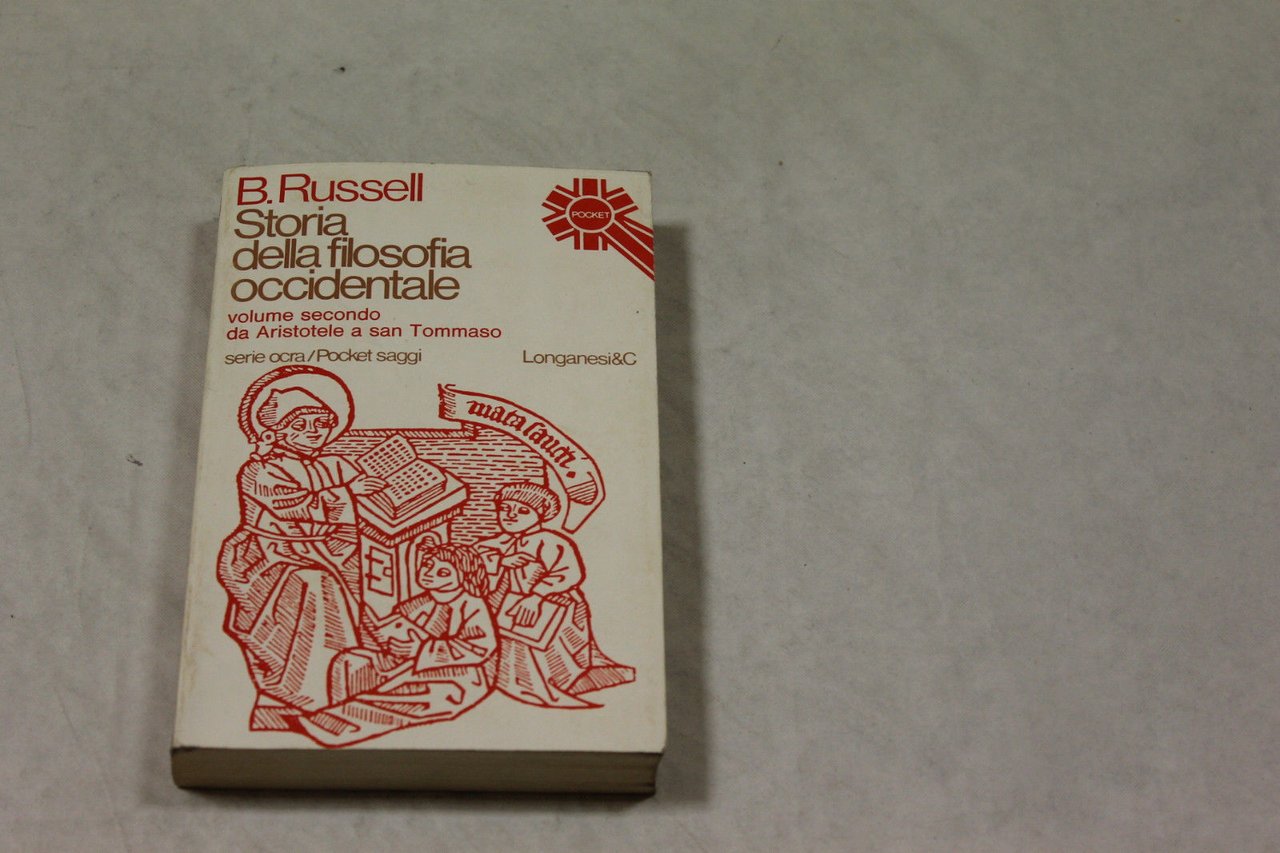 B. Russell
POCKET
Storia
della filosofia
occidentale
volume secondo
da Aristotele a san Tommaso
serie ocra/Pocket saggi
Longanesi&C